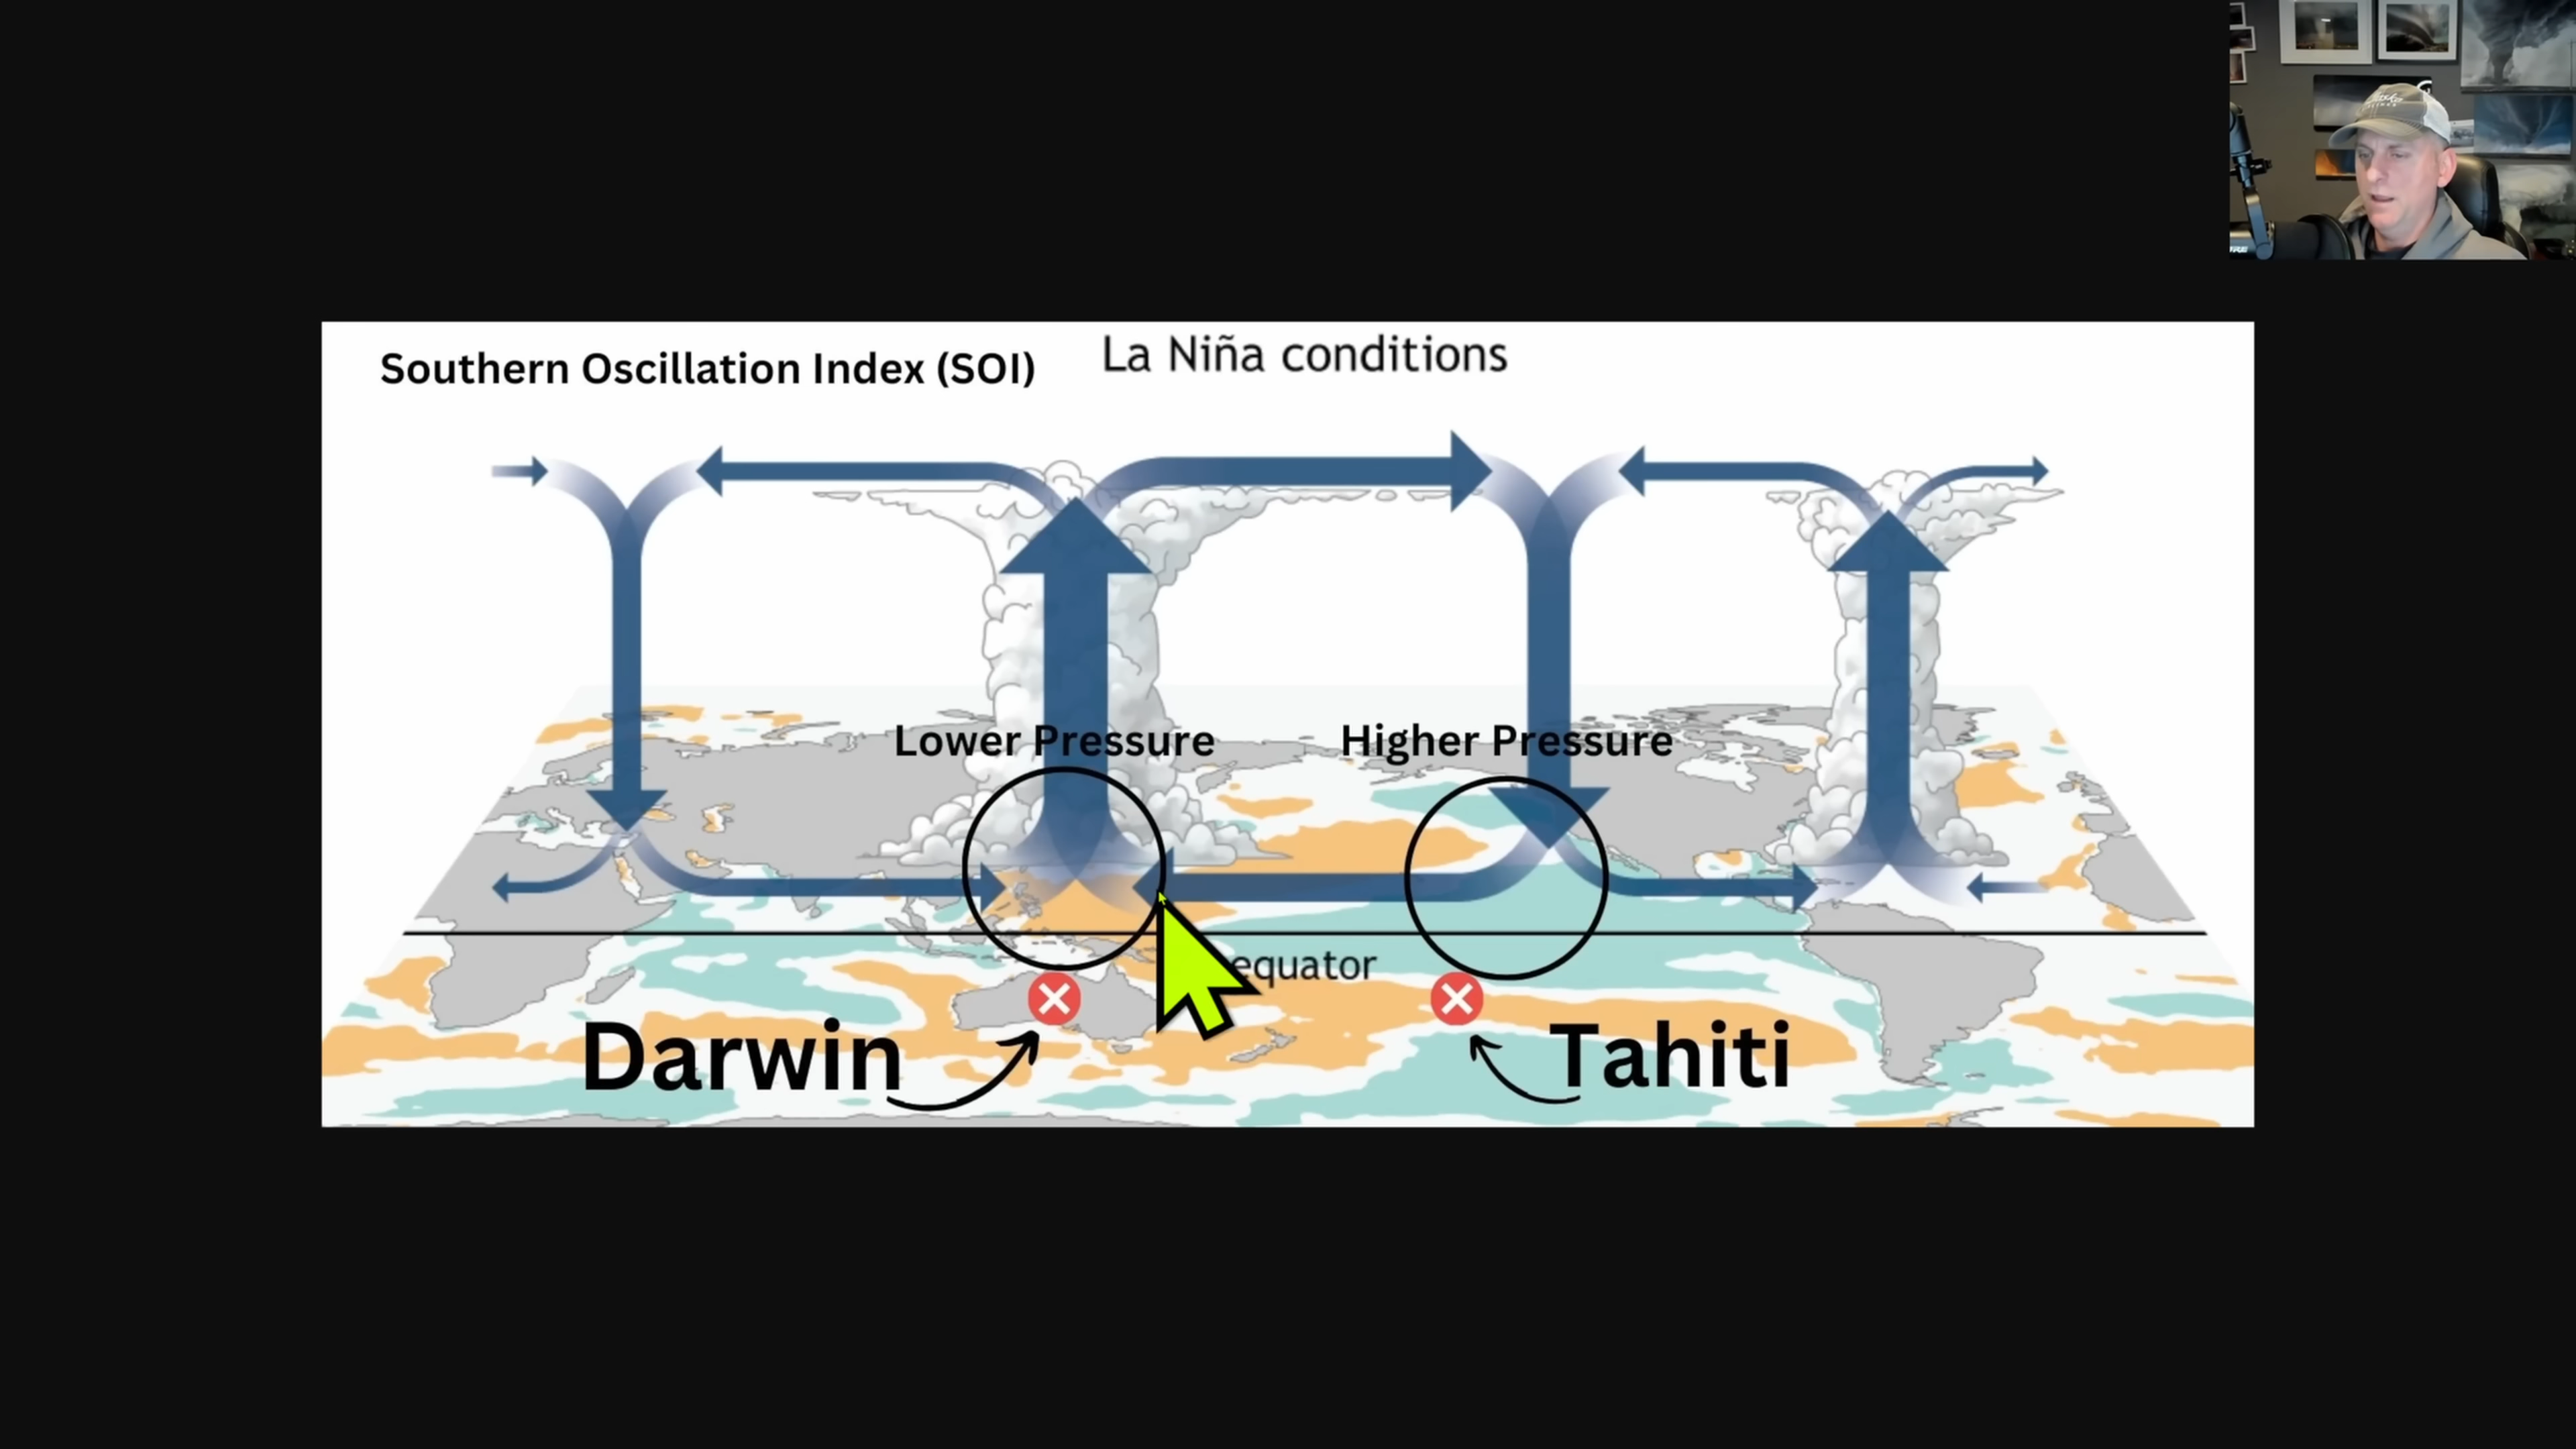 Southern Oscillation Index (SOI)
La Niña conditions
Lower Pressure
Higher Pressure
equator
Darwin
Tahiti